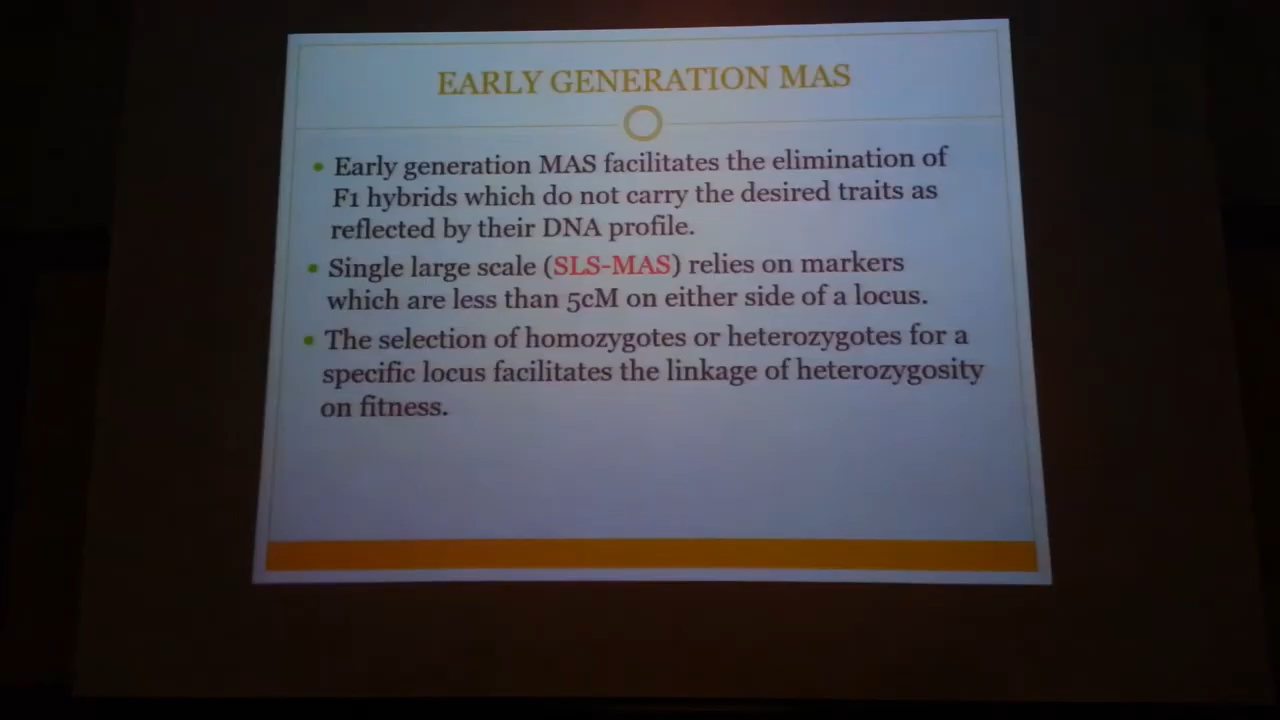 EARLY GENERATION MAS
• Early generation MAS facilitates the elimination of
F1 hybrids which do not carry the desired traits as
reflected by their DNA profile.
• Single large scale (SLS-MAS) relies on markers
which are less than 5cM on either side of a locus.
• The selection of homozygotes or heterozygotes for a
specific locus facilitates the linkage of heterozygosity
on fitness.